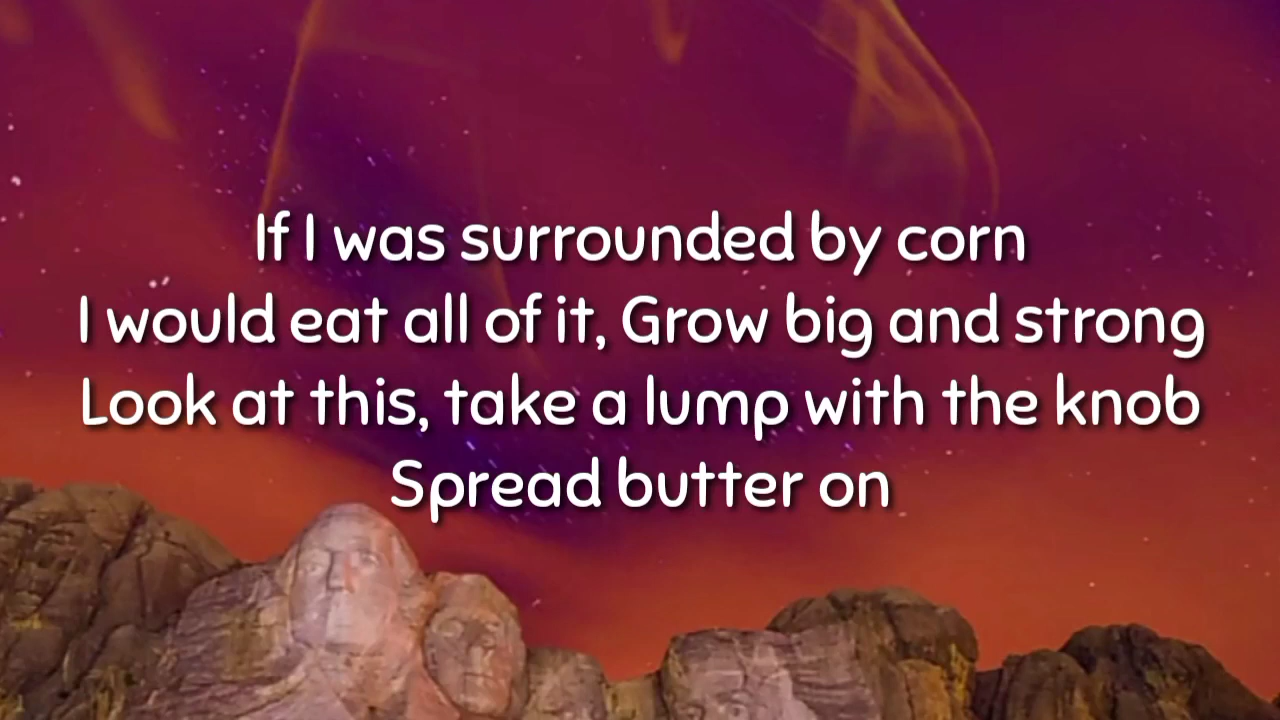 If I was surrounded by corn
I would eat all of it, Grow big and strong
Look at this, take a lump with the knob
Spread butter on